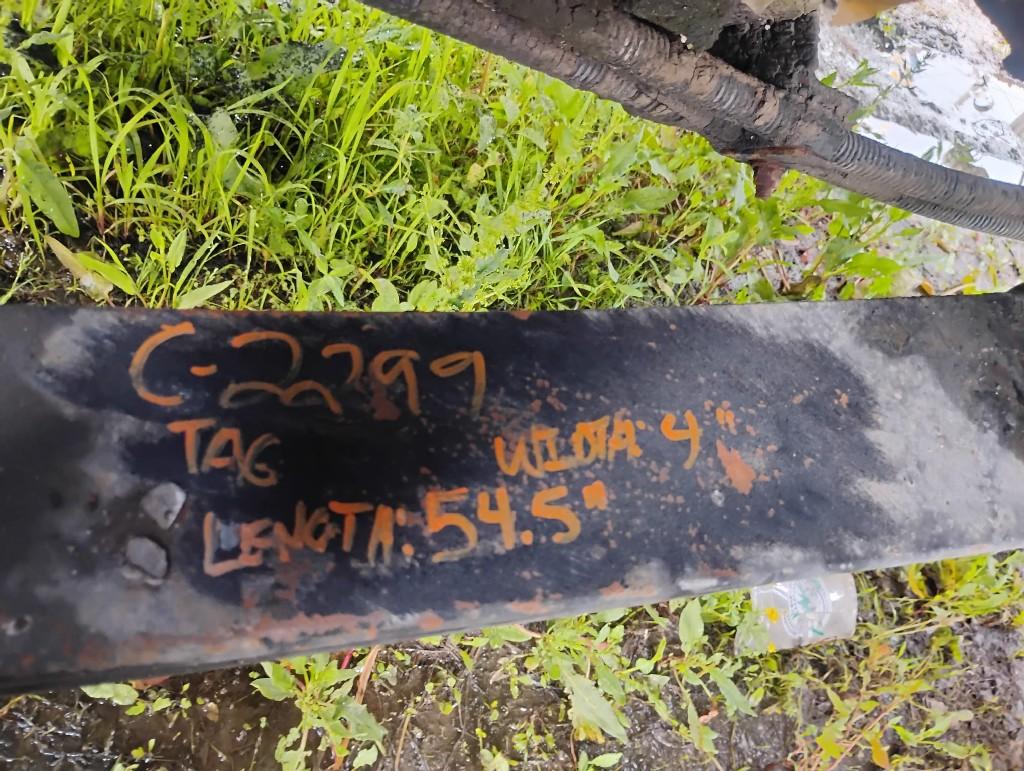 C-2299
TAG
WIDTH: 4"
LENGTH: 54.5"